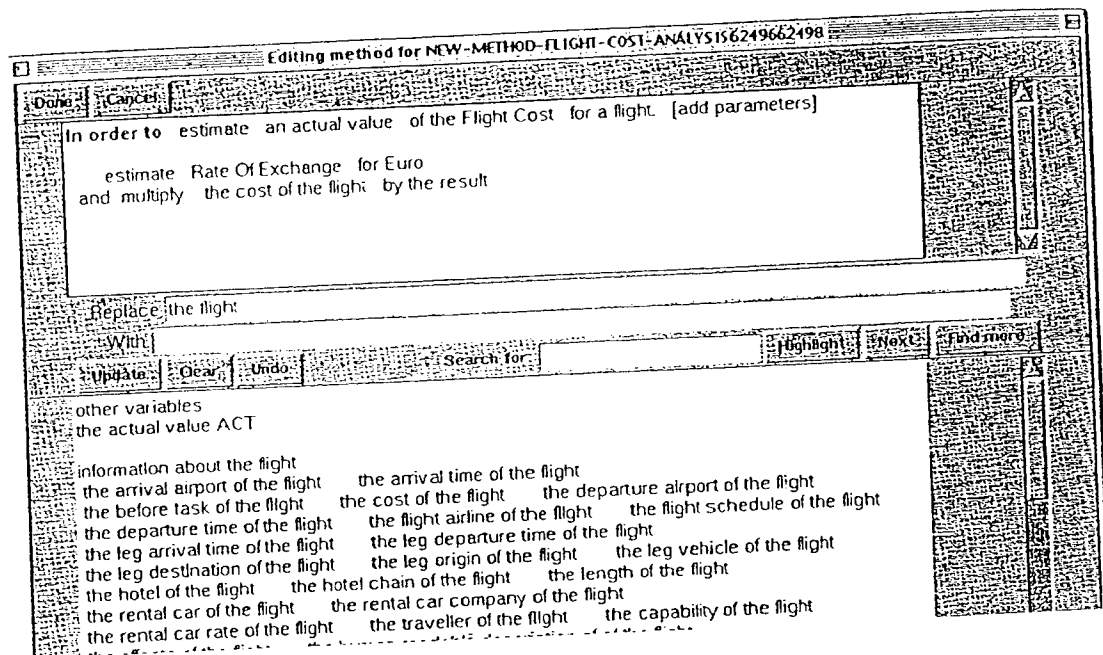 Editing method for NEW-METHOD-FLIGHT-COST-ANALYSIS6249662498
Done Cancel
In order to estimate an actual value of the Flight Cost for a flight. [add parameters]
estimate Rate Of Exchange for Euro
and multiply the cost of the flight by the result
Replace the flight
With
Update Clear Undo Search for Highlight Next Find more
other variables
the actual value ACT
information about the flight
the arrival airport of the flight the arrival time of the flight
the before task of the flight the cost of the flight the departure airport of the flight
the departure time of the flight the flight airline of the flight the flight schedule of the flight
the leg arrival time of the flight the leg departure time of the flight
the leg destination of the flight the leg origin of the flight the leg vehicle of the flight
the hotel of the flight the hotel chain of the flight the length of the flight
the rental car of the flight the rental car company of the flight
the rental car rate of the flight the traveller of the flight the capability of the flight